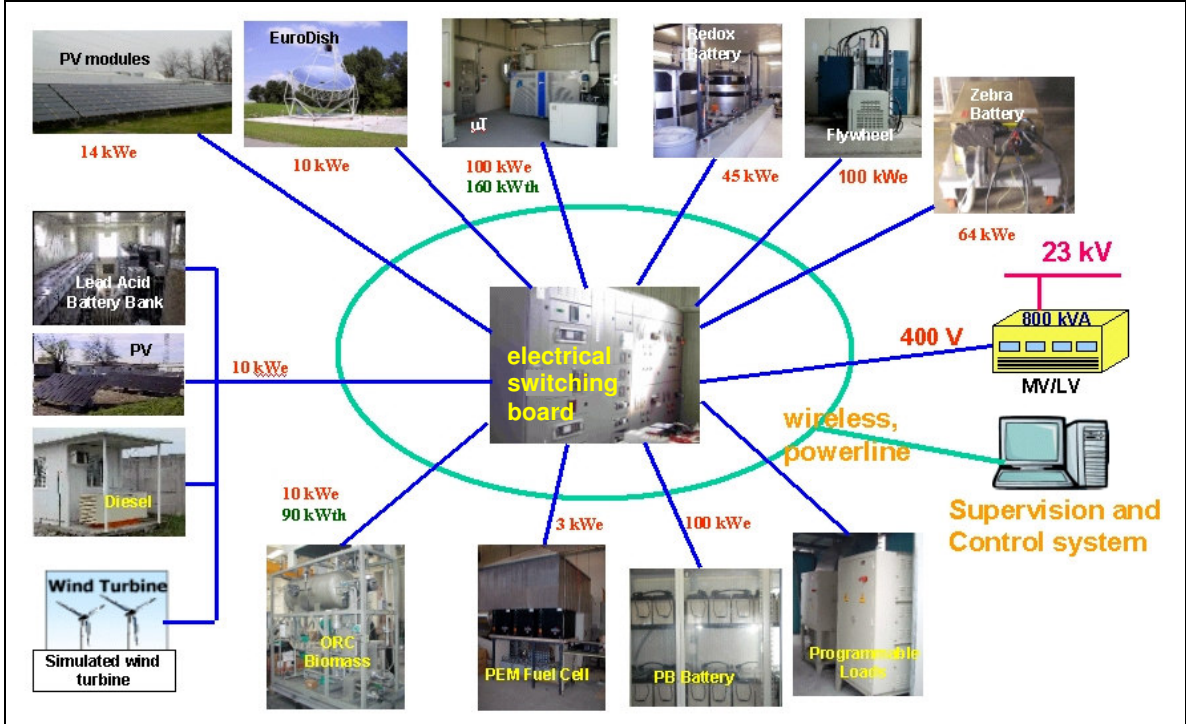 PV modules
14 kWe
EuroDish
10 kWe
µT
100 kWe
160 kWth
Redox
Battery
45 kWe
Flywheel
100 kWe
Zebra
Battery
64 kWe
23 kV
800 kVA
MV/LV
400 V
Lead Acid
Battery Bank
PV
10 kWe
Diesel
Wind Turbine
Simulated wind
turbine
electrical
switching
board
wireless,
powerline
Supervision and
Control system
10 kWe
90 kWth
ORC
Biomass
3 kWe
PEM Fuel Cell
100 kWe
PB Battery
Programmable
Loads